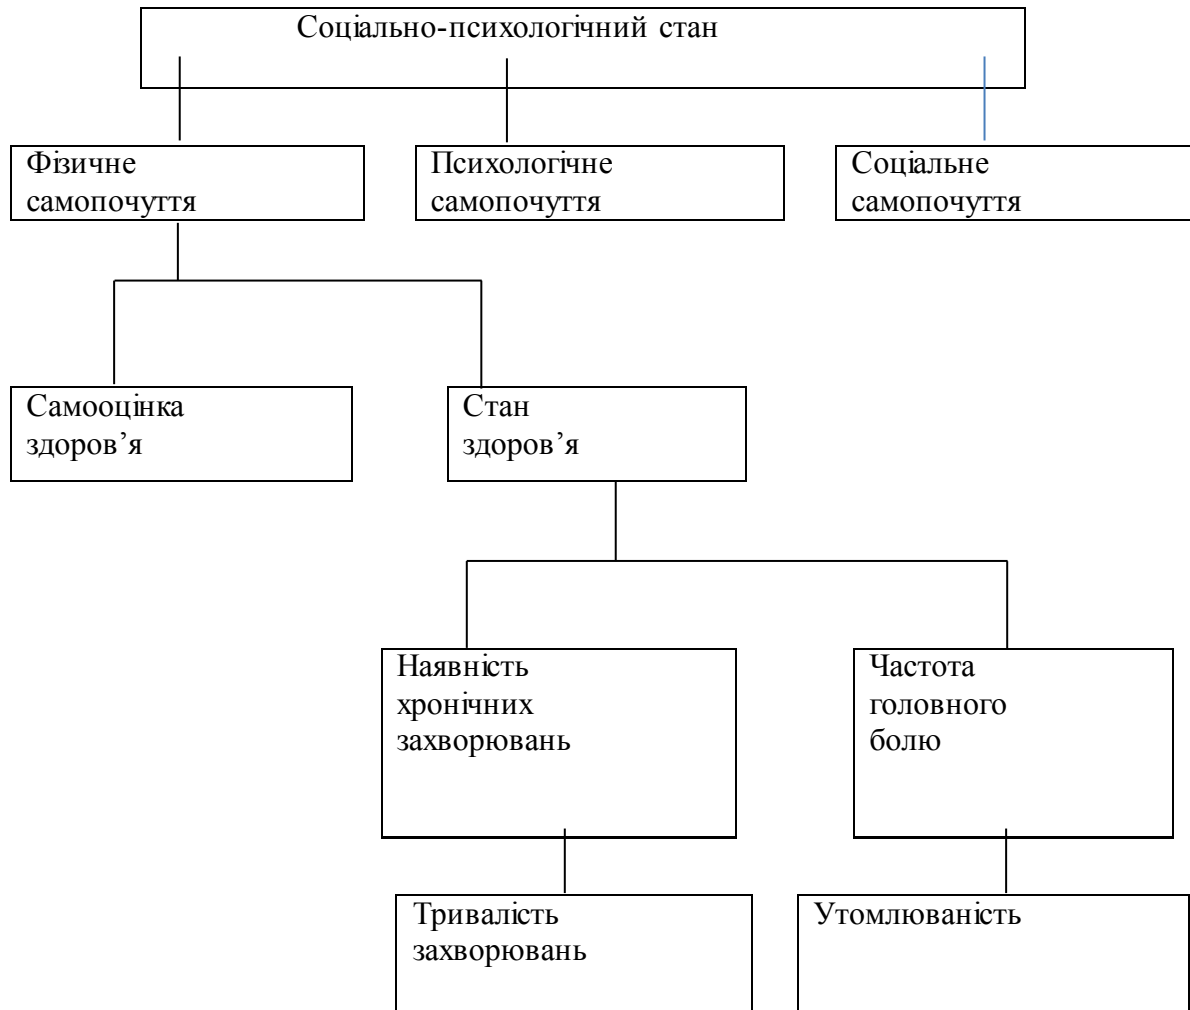 Соціально-психологічний стан
Фізичне
самопочуття
Психологічне
самопочуття
Соціальне
самопочуття
Самооцінка
здоров’я
Стан
здоров’я
Наявність
хронічних
захворювань
Частота
головного
болю
Тривалість
захворювань
Утомлюваність